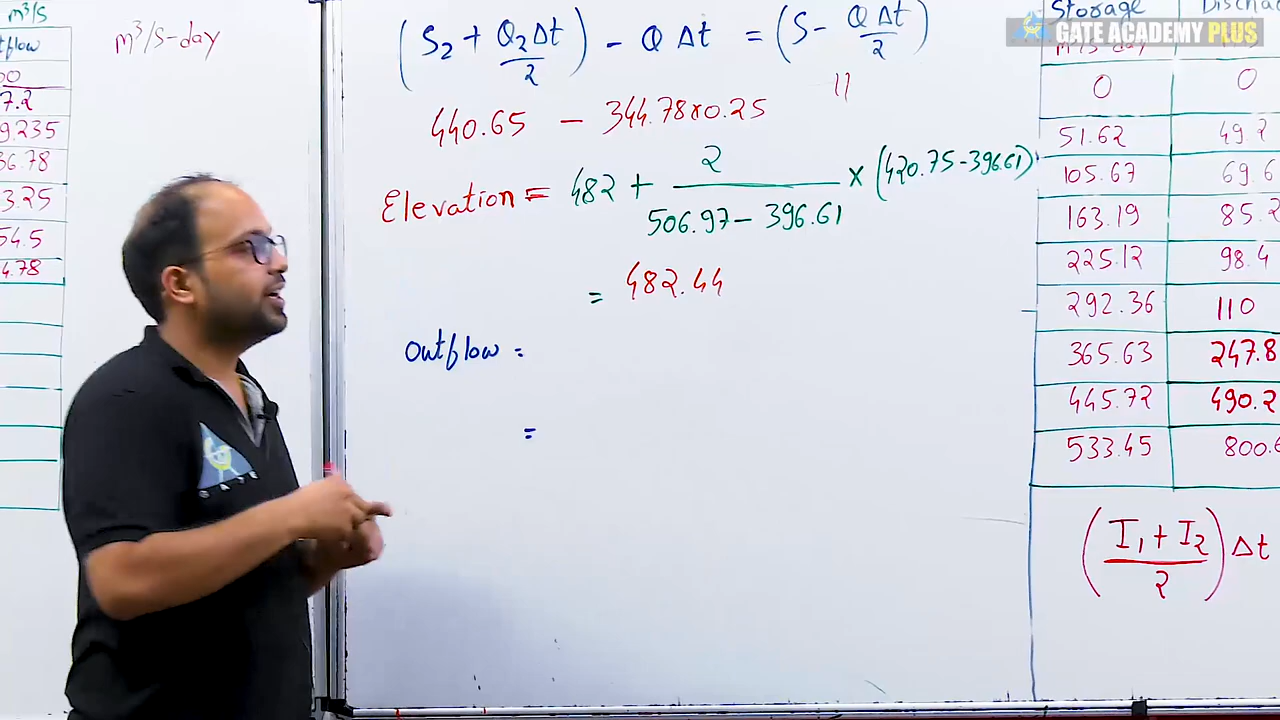 m³/s
outflow
7.2
9.235
36.78
3.25
54.5
4.78
m³/s-day
(S₂ + Q₂Δt/2) - Q Δt = (S - QΔt/2)
440.65 - 344.78×0.25
Elevation = 482 + 2/(506.97 - 396.61) × (420.75-396.61)
= 482.44
Outflow =
=
GATE ACADEMY PLUS
Storage Discha
m³/s-day
0 0
51.62 49.2
105.67 69.6
163.19 85.2
225.12 98.4
292.36 110
365.63 247.8
445.72 490.2
533.45 800.6
(I₁ + I₂/2) Δt
GATE